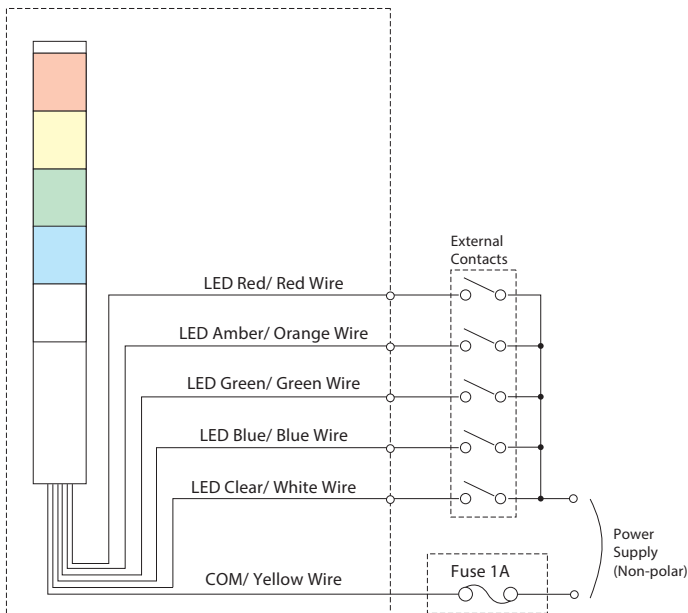 External
Contacts
LED Red/ Red Wire
LED Amber/ Orange Wire
LED Green/ Green Wire
LED Blue/ Blue Wire
LED Clear/ White Wire
COM/ Yellow Wire
Fuse 1A
Power
Supply
(Non-polar)